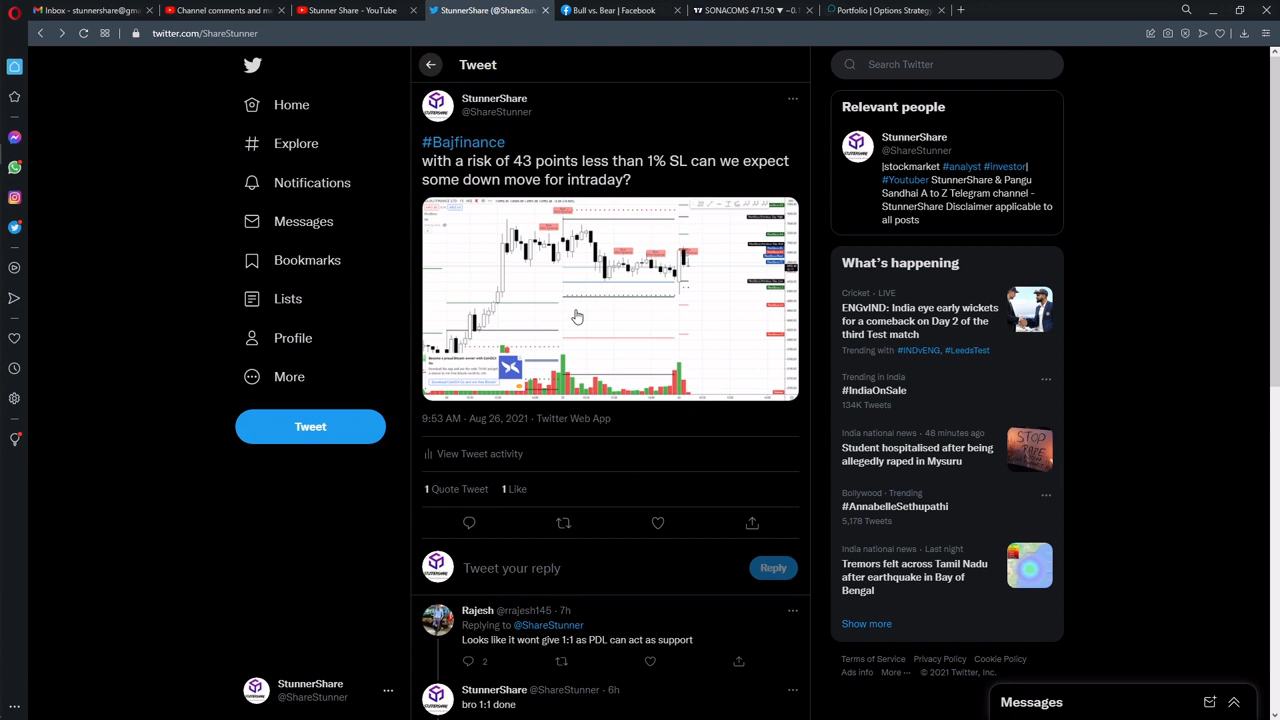 Inbox - stunnershare@gma
Channel comments and me
Stunner Share - YouTube
StunnerShare (@ShareStun
Bull vs. Bear | Facebook
SONACOMS 471.50 ▼ −0.
Portfolio | Options Strategy
twitter.com/ShareStunner
Home
Explore
Notifications
Messages
Bookmarks
Lists
Profile
More
Tweet
StunnerShare
@ShareStunner
Tweet
StunnerShare
@ShareStunner
#Bajfinance
with a risk of 43 points less than 1% SL can we expect
some down move for intraday?
Become a proud Bitcoin owner with CoinDCX
9:53 AM · Aug 26, 2021 · Twitter Web App
View Tweet activity
1 Quote Tweet 1 Like
Tweet your reply
Reply
Rajesh @rrajesh145 · 7h
Replying to @ShareStunner
Looks like it wont give 1:1 as PDL can act as support
2
StunnerShare @ShareStunner · 6h
bro 1:1 done
Search Twitter
Relevant people
StunnerShare
@ShareStunner
|stockmarket #analyst #investor|
#Youtuber StunnerShare & Pangu
Sandhai A to Z Telegram channel -
StunnerShare Disclaimer applicable to
all posts
What's happening
Cricket · LIVE
ENGvIND: India eye early wickets
for a comeback on Day 2 of the
third Test match
Trending with #INDvENG, #LeedsTest
Trending in India
#IndiaOnSale
134K Tweets
India national news · 48 minutes ago
Student hospitalised after being
allegedly raped in Mysuru
STOP
RAPE
Bollywood · Trending
#AnnabelleSethupathi
5,178 Tweets
India national news · Last night
Tremors felt across Tamil Nadu
after earthquake in Bay of
Bengal
Show more
Terms of Service Privacy Policy Cookie Policy
Ads info More ··· © 2021 Twitter, Inc.
Messages